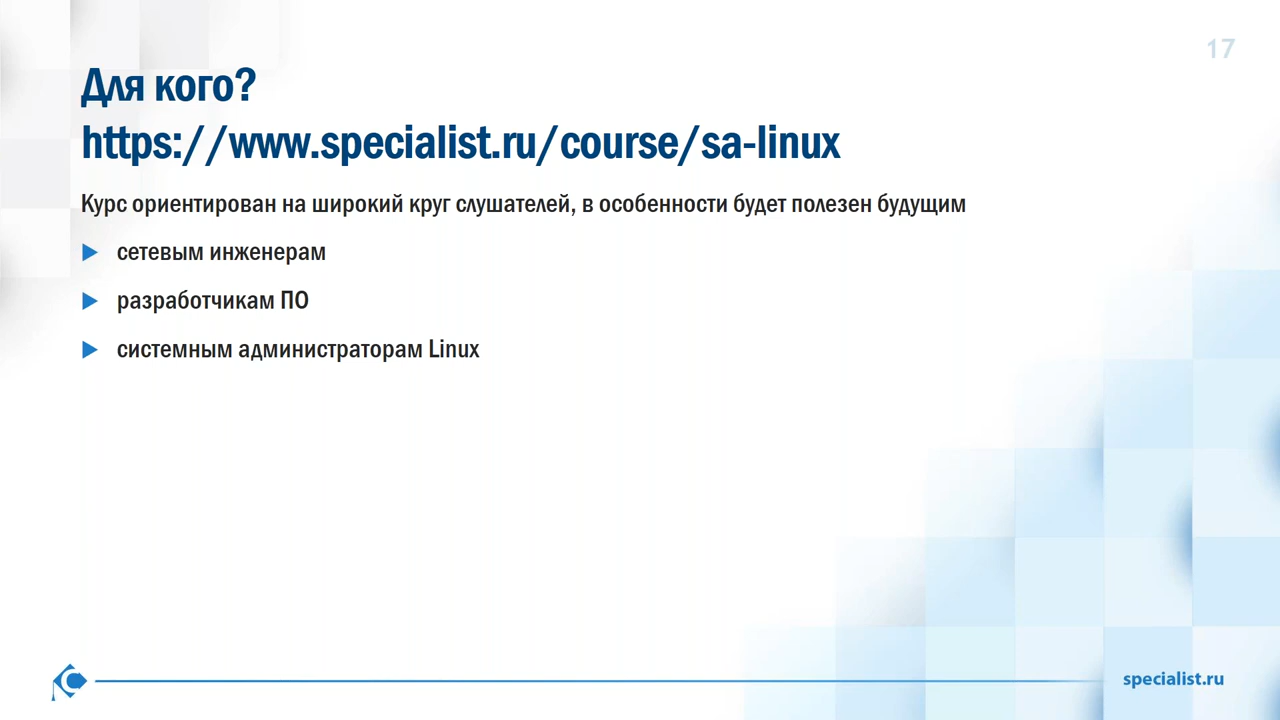 17
Для кого?
https://www.specialist.ru/course/sa-linux
Курс ориентирован на широкий круг слушателей, в особенности будет полезен будущим
сетевым инженерам
разработчикам ПО
системным администраторам Linux
specialist.ru